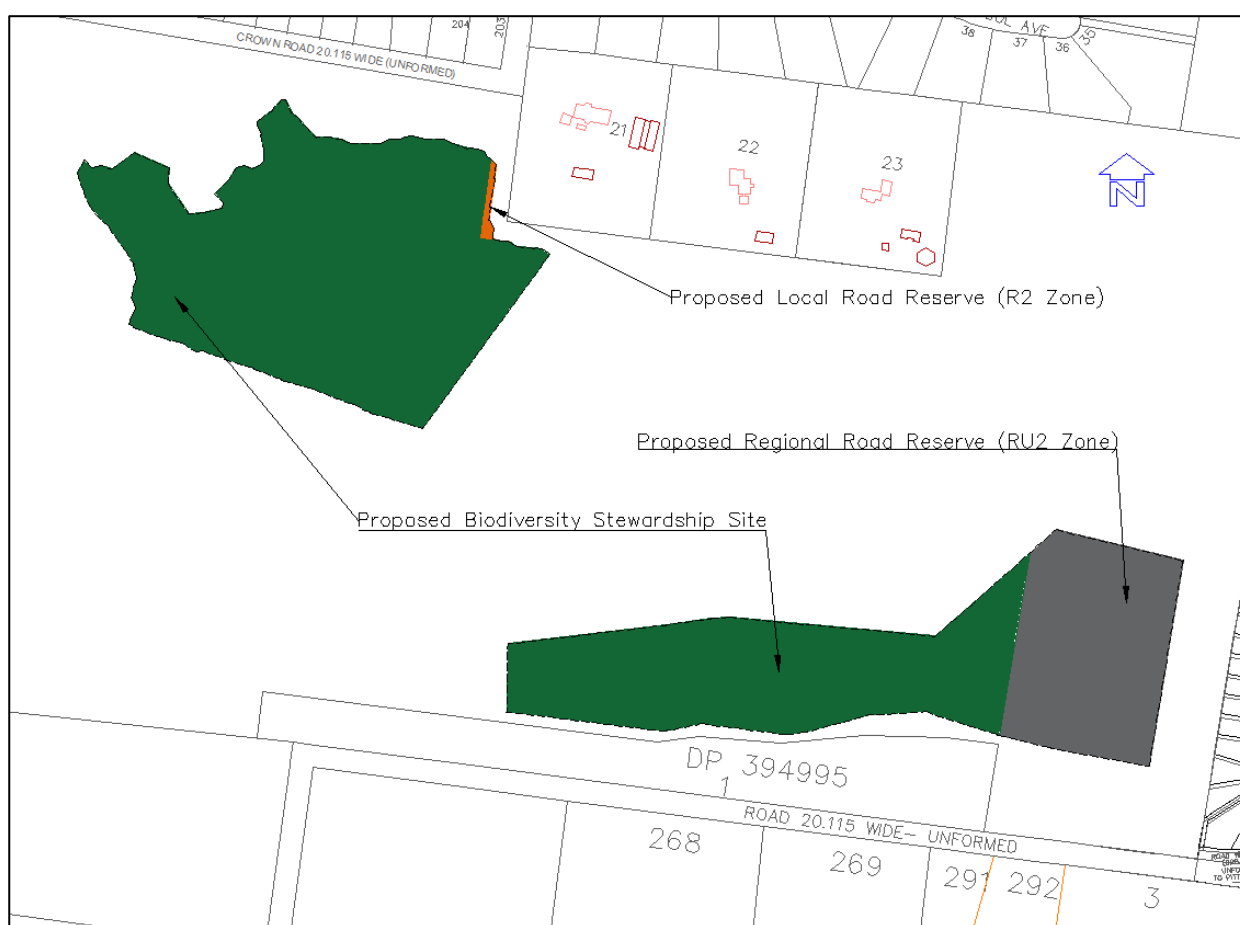 204
203
CROWN ROAD 20.115 WIDE (UNFORMED)
AVE
38
37
36
35
21
22
23
N
Proposed Local Road Reserve (R2 Zone)
Proposed Regional Road Reserve (RU2 Zone)
Proposed Biodiversity Stewardship Site
DP 394995
1
ROAD 20.115 WIDE- UNFORMED
268
269
291
292
3